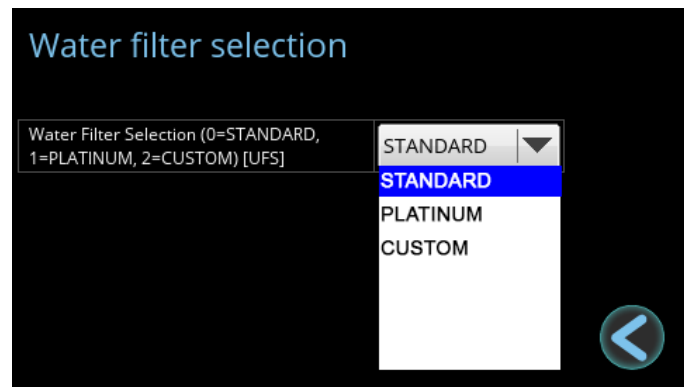 Water filter selection
Water Filter Selection (0=STANDARD,
1=PLATINUM, 2=CUSTOM) [UFS]
STANDARD
STANDARD
PLATINUM
CUSTOM